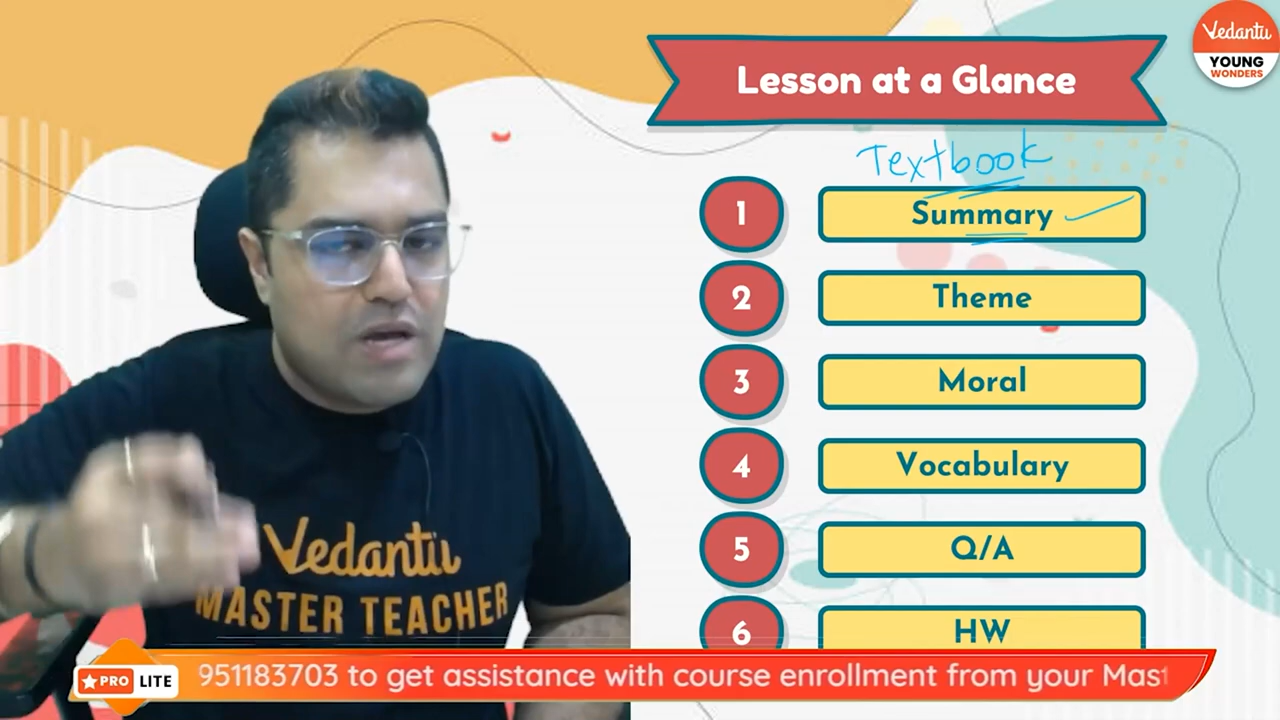 Vedantu
YOUNG
WONDERS
Lesson at a Glance
Textbook
1 Summary
2 Theme
3 Moral
4 Vocabulary
5 Q/A
6 HW
Vedantu
MASTER TEACHER
PRO LITE
951183703 to get assistance with course enrollment from your Mast